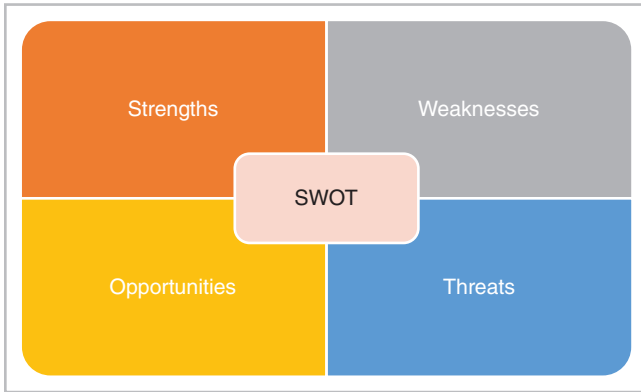 Strengths
Weaknesses
SWOT
Opportunities
Threats